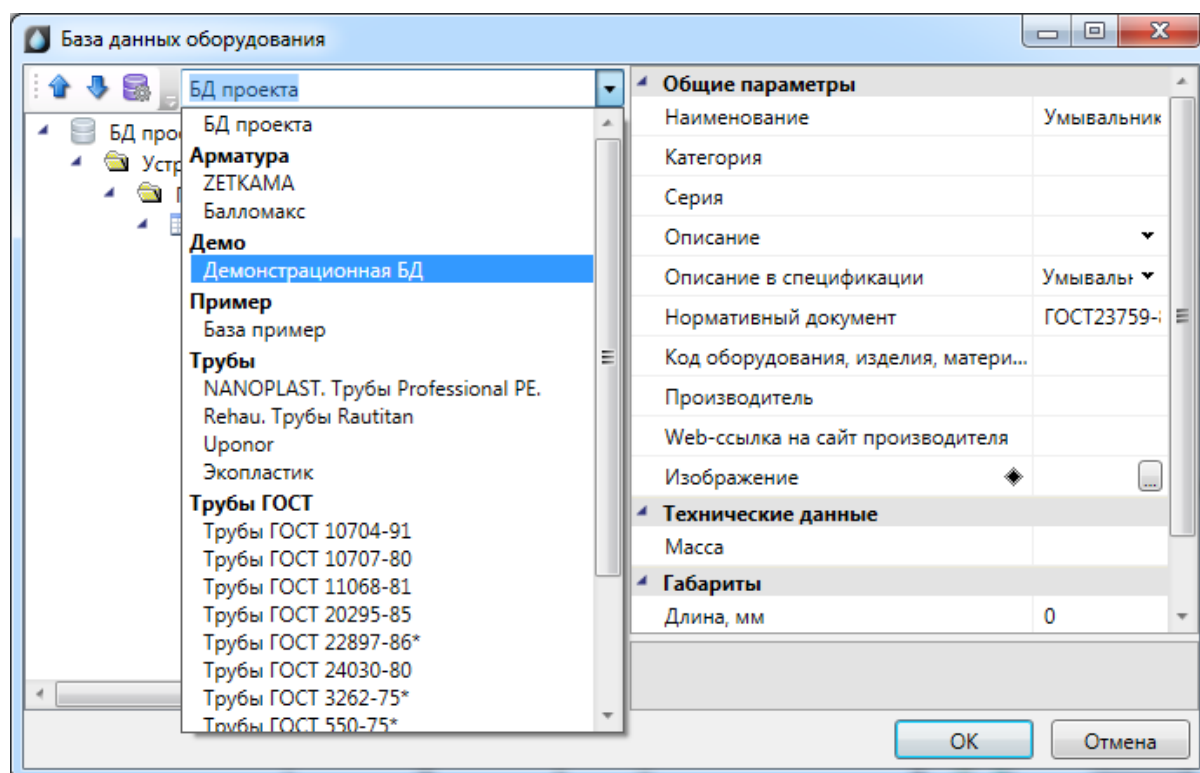 База данных оборудования
БД проекта
БД
Устр
БД проекта
Арматура
ZETKAMA
Балломакс
Демо
Демонстрационная БД
Пример
База пример
Трубы
NANOPLAST. Трубы Professional PE.
Rehau. Трубы Rautitan
Uponor
Экопластик
Трубы ГОСТ
Трубы ГОСТ 10704-91
Трубы ГОСТ 10707-80
Трубы ГОСТ 11068-81
Трубы ГОСТ 20295-85
Трубы ГОСТ 22897-86*
Трубы ГОСТ 24030-80
Трубы ГОСТ 3262-75*
Трубы ГОСТ 550-75*
Общие параметры
Наименование Умывальник
Категория
Серия
Описание
Описание в спецификации Умываль
Нормативный документ ГОСТ23759-
Код оборудования, изделия, матери...
Производитель
Web-ссылка на сайт производителя
Изображение ...
Технические данные
Масса
Габариты
Длина, мм 0
OK Отмена